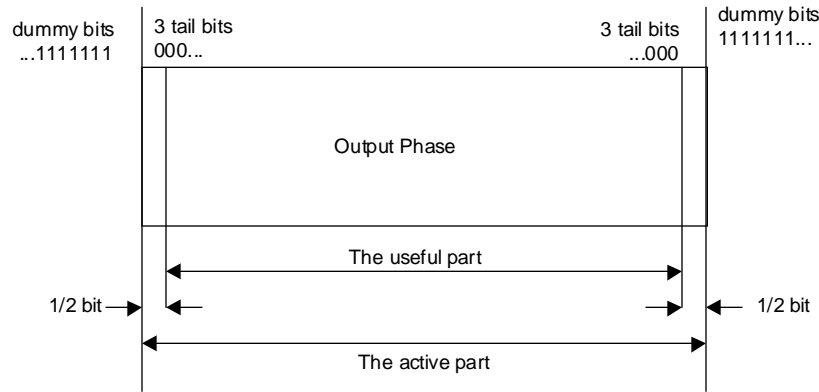 dummy bits
...1111111
3 tail bits
000...
3 tail bits
...000
dummy bits
1111111...
Output Phase
The useful part
1/2 bit
1/2 bit
The active part